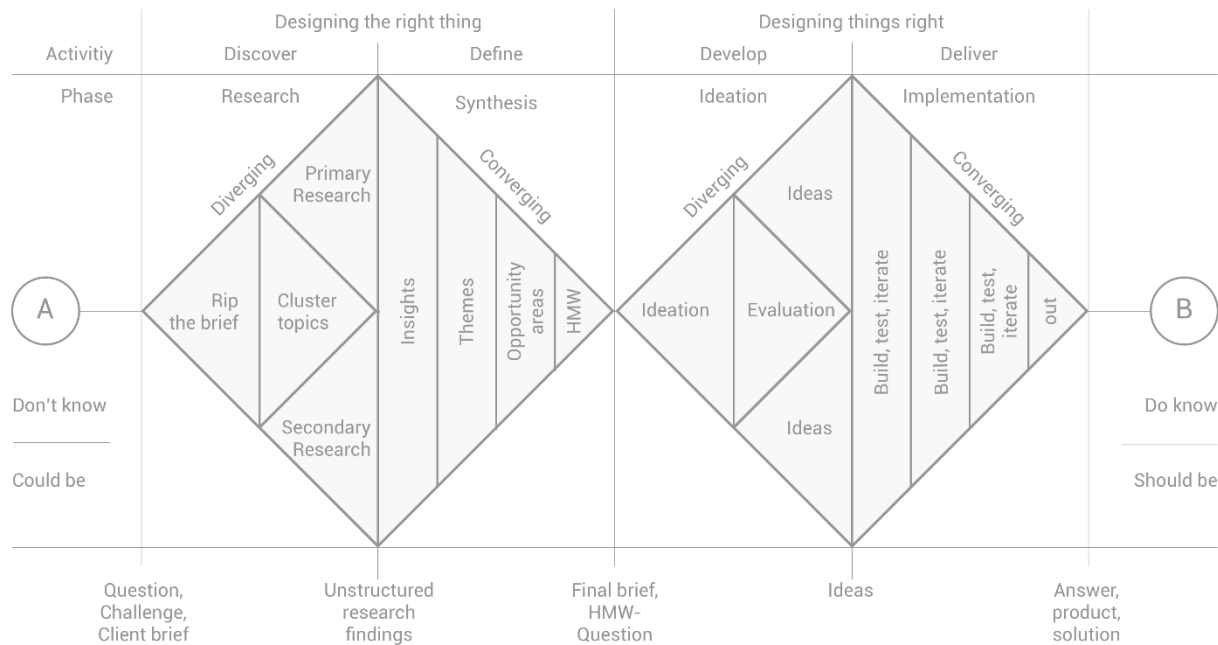 Designing the right thing
Designing things right
Activitiy
Discover
Define
Develop
Deliver
Phase
Research
Synthesis
Ideation
Implementation
Diverging
Converging
Diverging
Converging
Primary
Research
Ideas
A
Rip
the brief
Cluster
topics
Insights
Themes
Opportunity
areas
HMW
Ideation
Evaluation
Build, test, iterate
Build, test, iterate
Build, test,
iterate
out
B
Don't know
Could be
Secondary
Research
Ideas
Do know
Should be
Question,
Challenge,
Client brief
Unstructured
research
findings
Final brief,
HMW-
Question
Ideas
Answer,
product,
solution